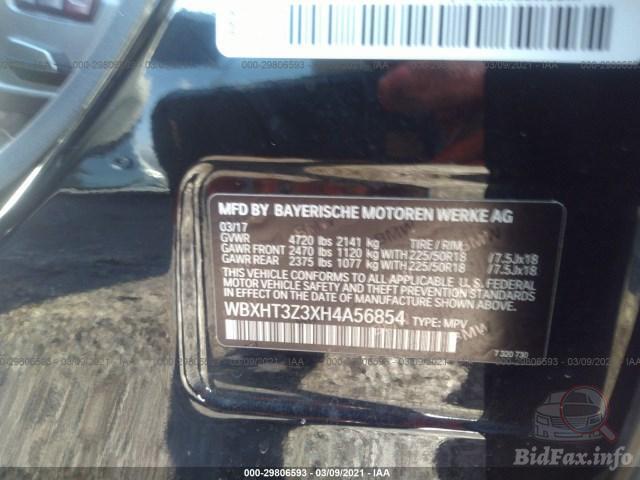 000-29806593 - 03/09/2021 - IAA
MFD BY BAYERISCHE MOTOREN WERKE AG
03/17
GVWR 4720 lbs 2141 kg TIRE / RIM
GAWR FRONT 2470 lbs 1120 kg WITH 225/50R18 /7.5Jx18
GAWR REAR 2375 lbs 1077 kg WITH 225/50R18 /7.5Jx18
THIS VEHICLE CONFORMS TO ALL APPLICABLE U. S. FEDERAL
MOTOR VEHICLE SAFETY, BUMPER, AND THEFT PREVENTION
STANDARDS IN EFFECT ON THE DATE OF MANUFACTURE SHOWN ABOVE.
WBXHT3Z3XH4A56854 TYPE: MPV
7 320 730
BidFax.info
000-29806593 - 03/09/2021 - IAA